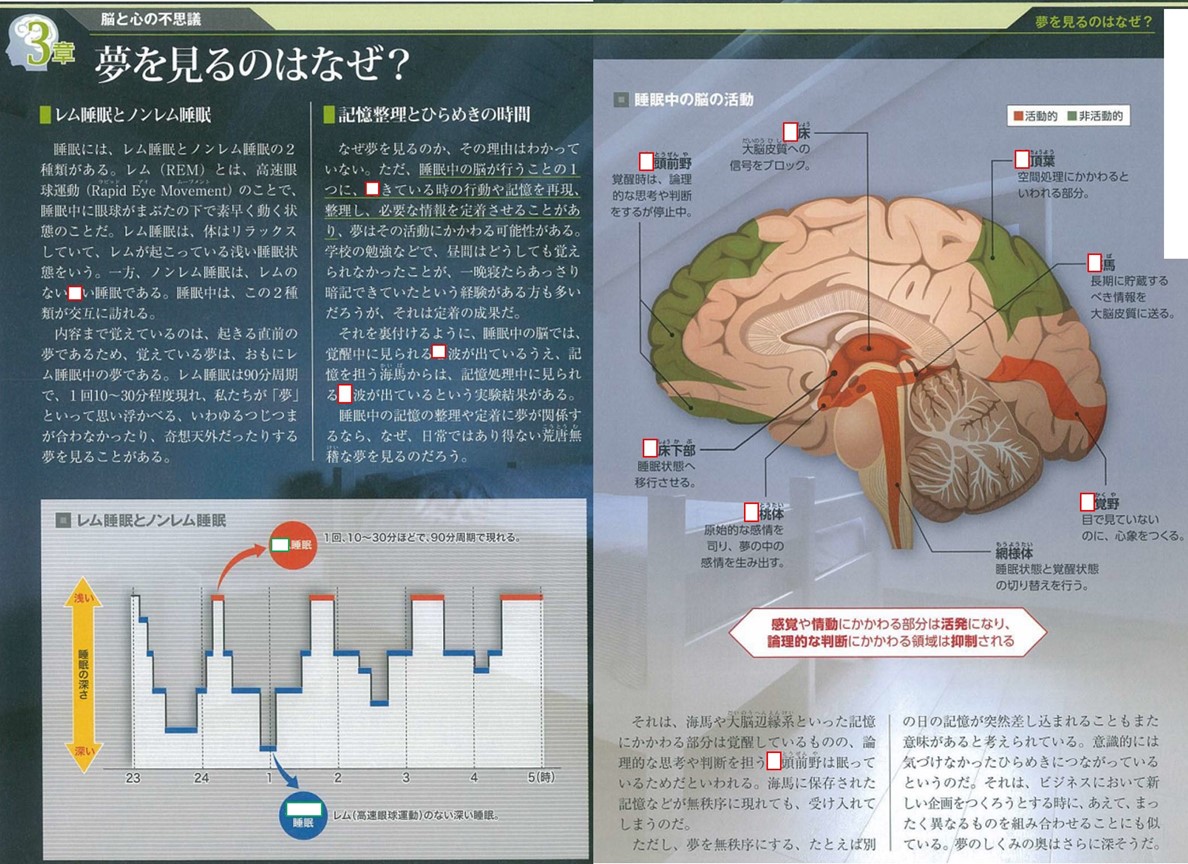 脳と心の不思議
3章
夢を見るのはなぜ?
レム睡眠とノンレム睡眠
睡眠には、レム睡眠とノンレム睡眠の2
種類がある。レム(REM)とは、高速眼
球運動(Rapid Eye Movement)のことで、
睡眠中に眼球がまぶたの下で素早く動く状
態のことだ。レム睡眠は、体はリラックス
していて、レムが起こっている浅い睡眠状
態をいう。一方、ノンレム睡眠は、レムの
ない い睡眠である。睡眠中は、この2種
類が交互に訪れる。
内容まで覚えているのは、起きる直前の
夢であるため、覚えている夢は、おもにレ
ム睡眠中の夢である。レム睡眠は90分周期
で、1回10〜30分程度現れ、私たちが「夢」
といって思い浮かべる、いわゆるつじつま
が合わなかったり、奇想天外だったりする
夢を見ることがある。
記憶整理とひらめきの時間
なぜ夢を見るのか、その理由はわかって
いない。ただ、睡眠中の脳が行うことの1
つに、 きている時の行動や記憶を再現、
整理し、必要な情報を定着させることがあ
り、夢はその活動にかかわる可能性がある。
学校の勉強などで、昼間はどうしても覚え
られなかったことが、一晩寝たらあっさり
暗記できていたという経験がある方も多い
だろうが、それは定着の成果だ。
それを裏付けるように、睡眠中の脳では、
覚醒中に見られる 波が出ているうえ、記
憶を担う海馬からは、記憶処理中に見られ
る 波が出ているという実験結果がある。
睡眠中の記憶の整理や定着に夢が関係す
るなら、なぜ、日常ではあり得ない荒唐無
稽な夢を見るのだろう。
レム睡眠とノンレム睡眠
睡眠
1回、10〜30分ほどで、90分周期で現れる。
浅い
睡眠の深さ
深い
23 24 1 2 3 4 5(時)
睡眠
レム(高速眼球運動)のない深い睡眠。
夢を見るのはなぜ?
睡眠中の脳の活動
活動的 非活動的
床
大脳皮質への
信号をブロック。
頭前野
覚醒時は、論理
的な思考や判断
をするが停止中。
頂葉
空間処理にかかわると
いわれる部分。
馬
長期に貯蔵する
べき情報を
大脳皮質に送る。
床下部
睡眠状態へ
移行させる。
桃体
原始的な感情を
司り、夢の中の
感情を生み出す。
覚野
目で見ていない
のに、心象をつくる。
網様体
睡眠状態と覚醒状態
の切り替えを行う。
感覚や情動にかかわる部分は活発になり、
論理的な判断にかかわる領域は抑制される
それは、海馬や大脳辺縁系といった記憶
にかかわる部分は覚醒しているものの、論
理的な思考や判断を担う 頭前野は眠って
いるためだといわれる。海馬に保存された
記憶などが無秩序に現れても、受け入れて
しまうのだ。
ただし、夢を無秩序にする、たとえば別
の日の記憶が突然差し込まれることもまた
意味があると考えられている。意識的には
気づけなかったひらめきにつながっている
というのだ。それは、ビジネスにおいて新
しい企画をつくろうとする時に、あえて、まっ
たく異なるものを組み合わせることにも似
ている。夢のしくみの奥はさらに深そうだ。